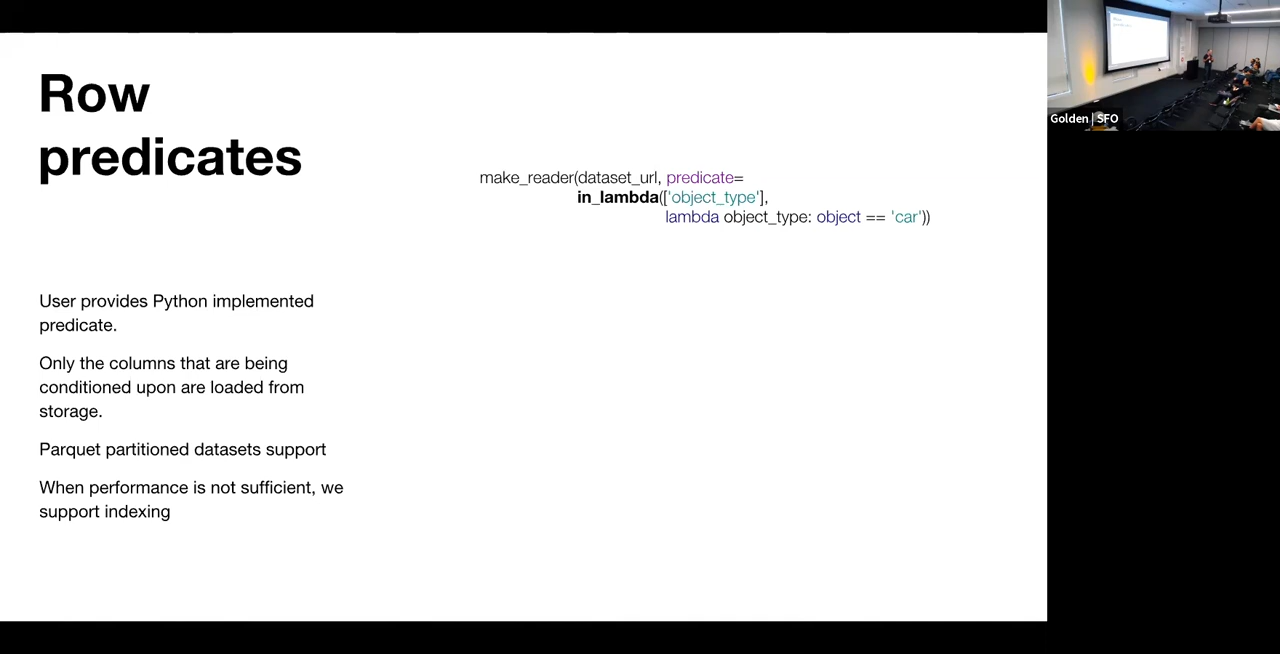 Row
predicates
make_reader(dataset_url, predicate=
in_lambda(['object_type'],
lambda object_type: object == 'car'))
User provides Python implemented
predicate.
Only the columns that are being
conditioned upon are loaded from
storage.
Parquet partitioned datasets support
When performance is not sufficient, we
support indexing
Golden | SFO